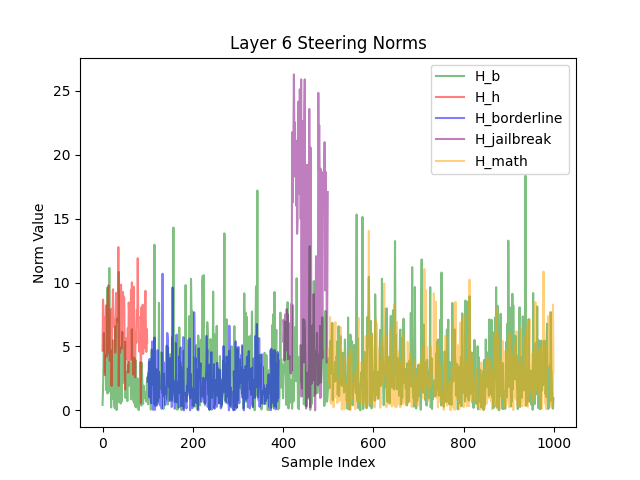 Layer 6 Steering Norms
H_b
H_h
H_borderline
H_jailbreak
H_math
Norm Value
25
20
15
10
5
0
0 200 400 600 800 1000
Sample Index